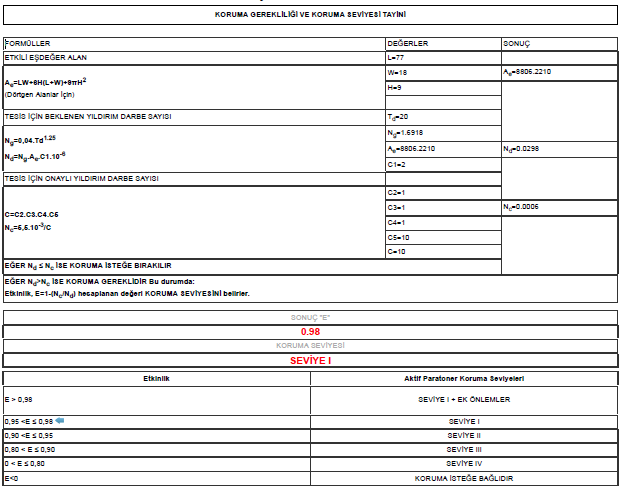 KORUMA GEREKLİLİĞİ VE KORUMA SEVİYESİ TAYİNİ
FORMÜLLER DEĞERLER SONUÇ
ETKİLİ EŞDEĞER ALAN L=77
Ae=LW+6H(L+W)+9πH2
(Dörtgen Alanlar için)
W=18 Ae=8806.2210
H=9
TESİS İÇİN BEKLENEN YILDIRIM DARBE SAYISI Td=20
Ng=0,04.Td1.25
Nd=Ng.Ae.C1.10-6
Ng=1.6918
Ae=8806.2210 Nd=0.0298
C1=2
TESİS İÇİN ONAYLI YILDIRIM DARBE SAYISI
C=C2.C3.C4.C5
Nc=5,5.10-3/C
C2=1
C3=1 Nc=0.0006
C4=1
C5=10
C=10
EĞER Nd ≤ Nc İSE KORUMA İSTEĞE BIRAKILIR
EĞER Nd>Nc İSE KORUMA GEREKLİDİR Bu durumda:
Etkinlik, E=1-(Nc/Nd) hesaplanan değeri KORUMA SEVİYESİNİ belirler.
SONUÇ "E"
0.98
KORUMA SEVİYESİ
SEVİYE I
Etkinlik Aktif Paratoner Koruma Seviyeleri
E > 0,98 SEVİYE I + EK ÖNLEMLER
0,95 <E ≤ 0,98 SEVİYE I
0,90 <E ≤ 0,95 SEVİYE II
0,80 < E ≤ 0,90 SEVİYE III
0 < E ≤ 0,80 SEVİYE IV
E<0 KORUMA İSTEĞE BAĞLIDIR